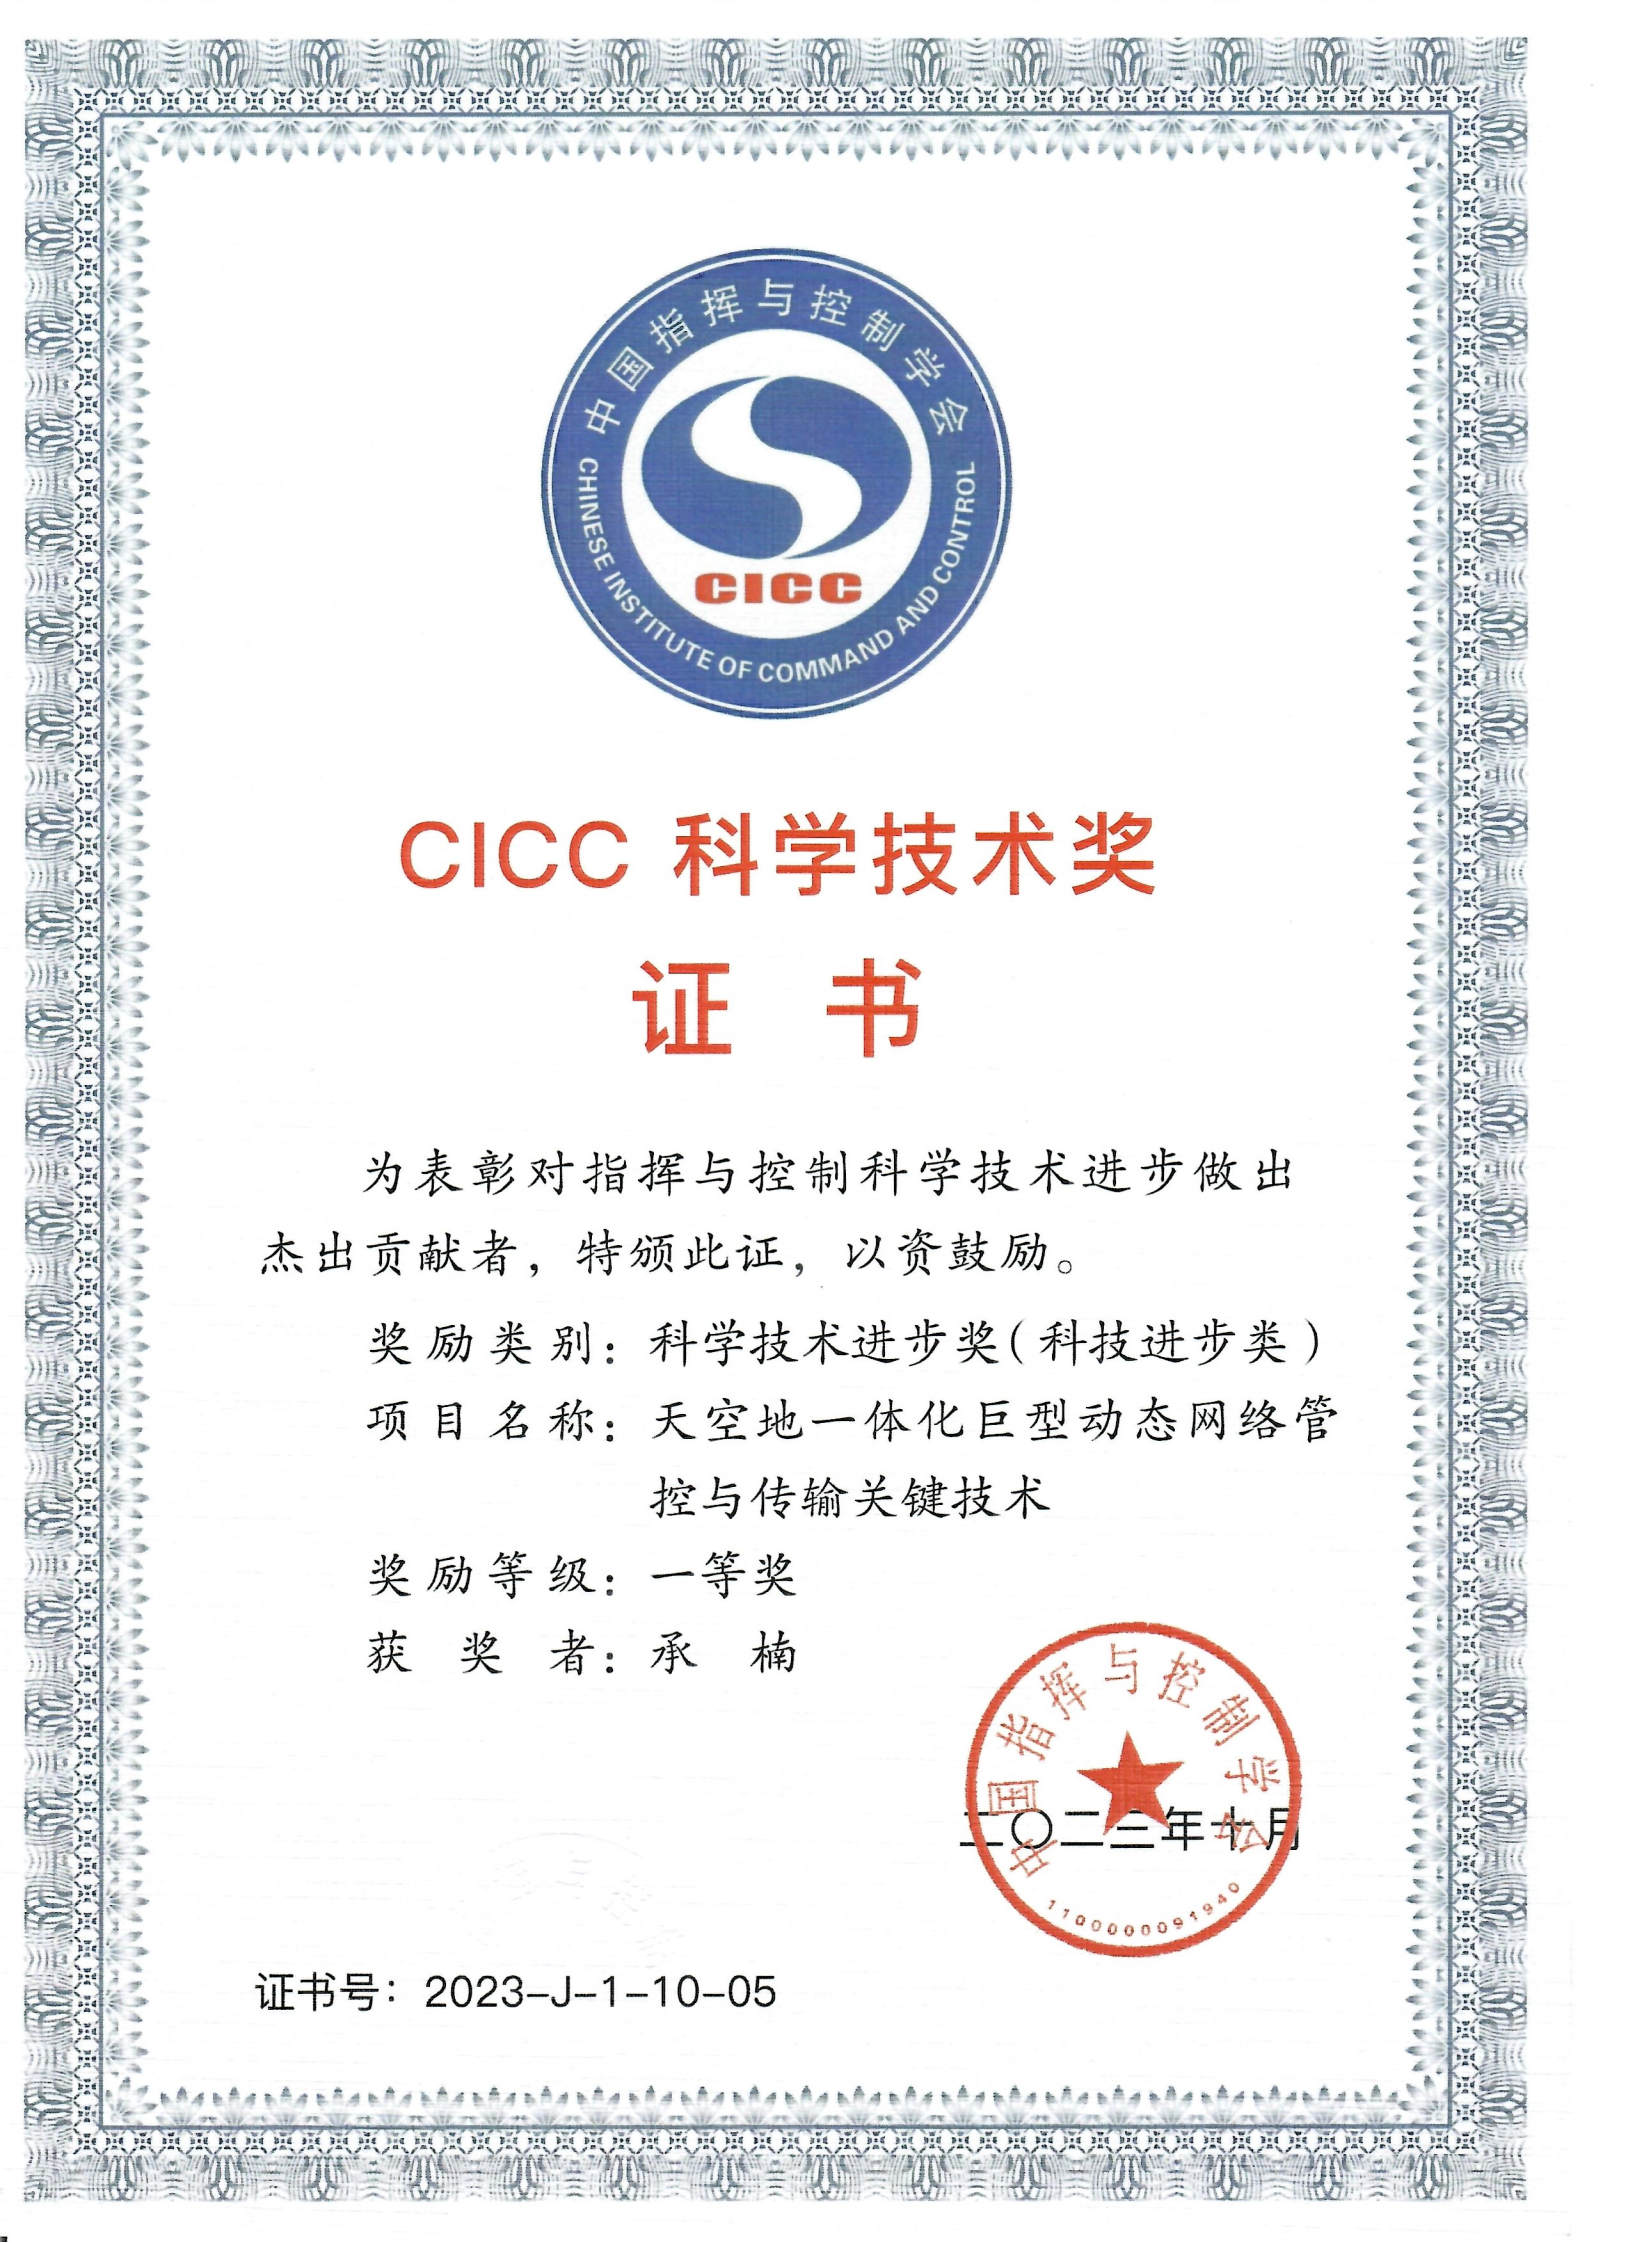 中国指挥与控制学会
CHINESE INSTITUTE OF COMMAND AND CONTROL
CICC
CICC 科学技术奖
证 书
为表彰对指挥与控制科学技术进步做出
杰出贡献者，特颁此证，以资鼓励。
奖励类别：科学技术进步奖（科技进步类）
项目名称：天空地一体化巨型动态网络管
控与传输关键技术
奖励等级：一等奖
获 奖 者：承 楠
中国指挥与控制学会
二〇二三年十月
1100000091940
证书号：2023-J-1-10-05